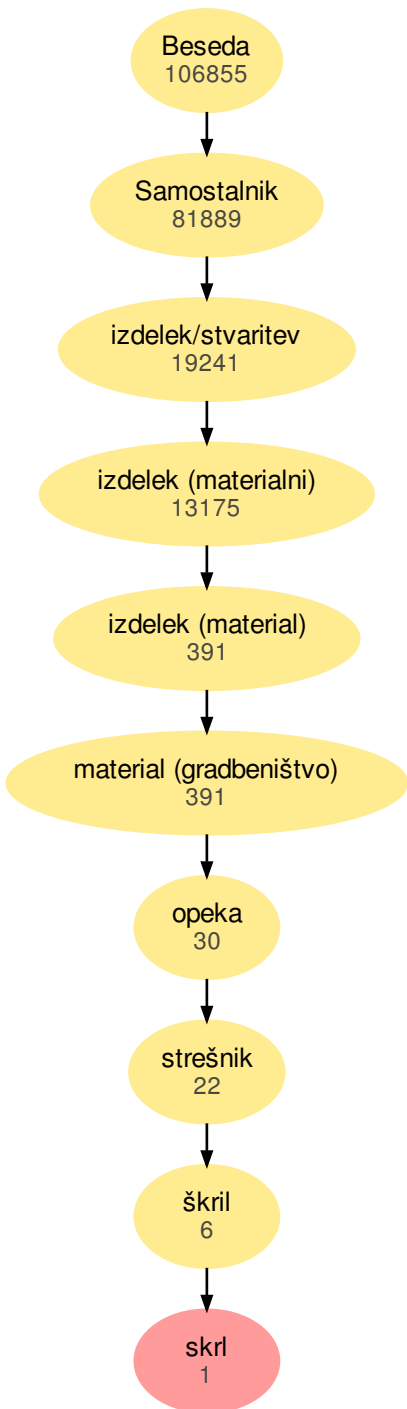 Beseda
106855
Samostalnik
81889
izdelek/stvaritev
19241
izdelek (materialni)
13175
izdelek (material)
391
material (gradbeništvo)
391
opeka
30
strešnik
22
škril
6
skrl
1